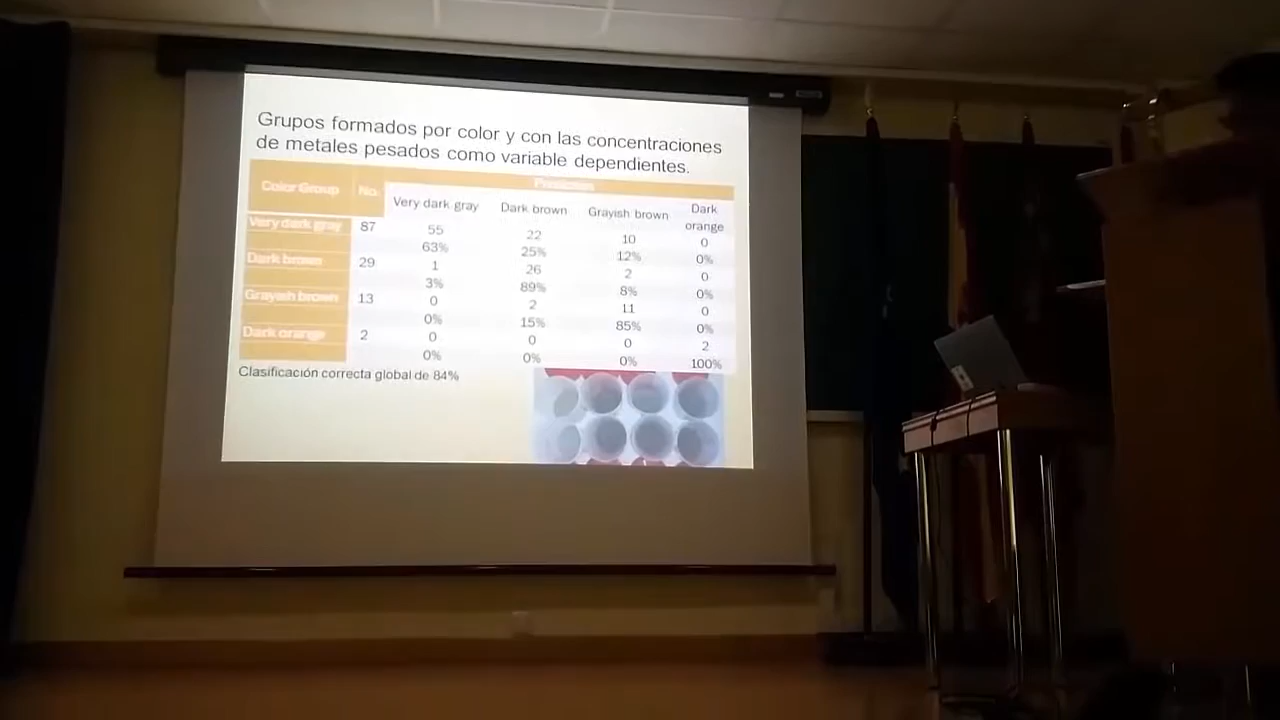 Grupos formados por color y con las concentraciones
de metales pesados como variable dependientes.
Color Group No.
Very dark gray Dark brown Grayish brown Dark
orange
Very dark gray 87 55 22 10 0
63% 25% 12% 0%
Dark brown 29 1 26 2 0
3% 89% 8% 0%
Grayish brown 13 0 2 11 0
0% 15% 85% 0%
Dark orange 2 0 0 0 2
0% 0% 0% 100%
Clasificación correcta global de 84%